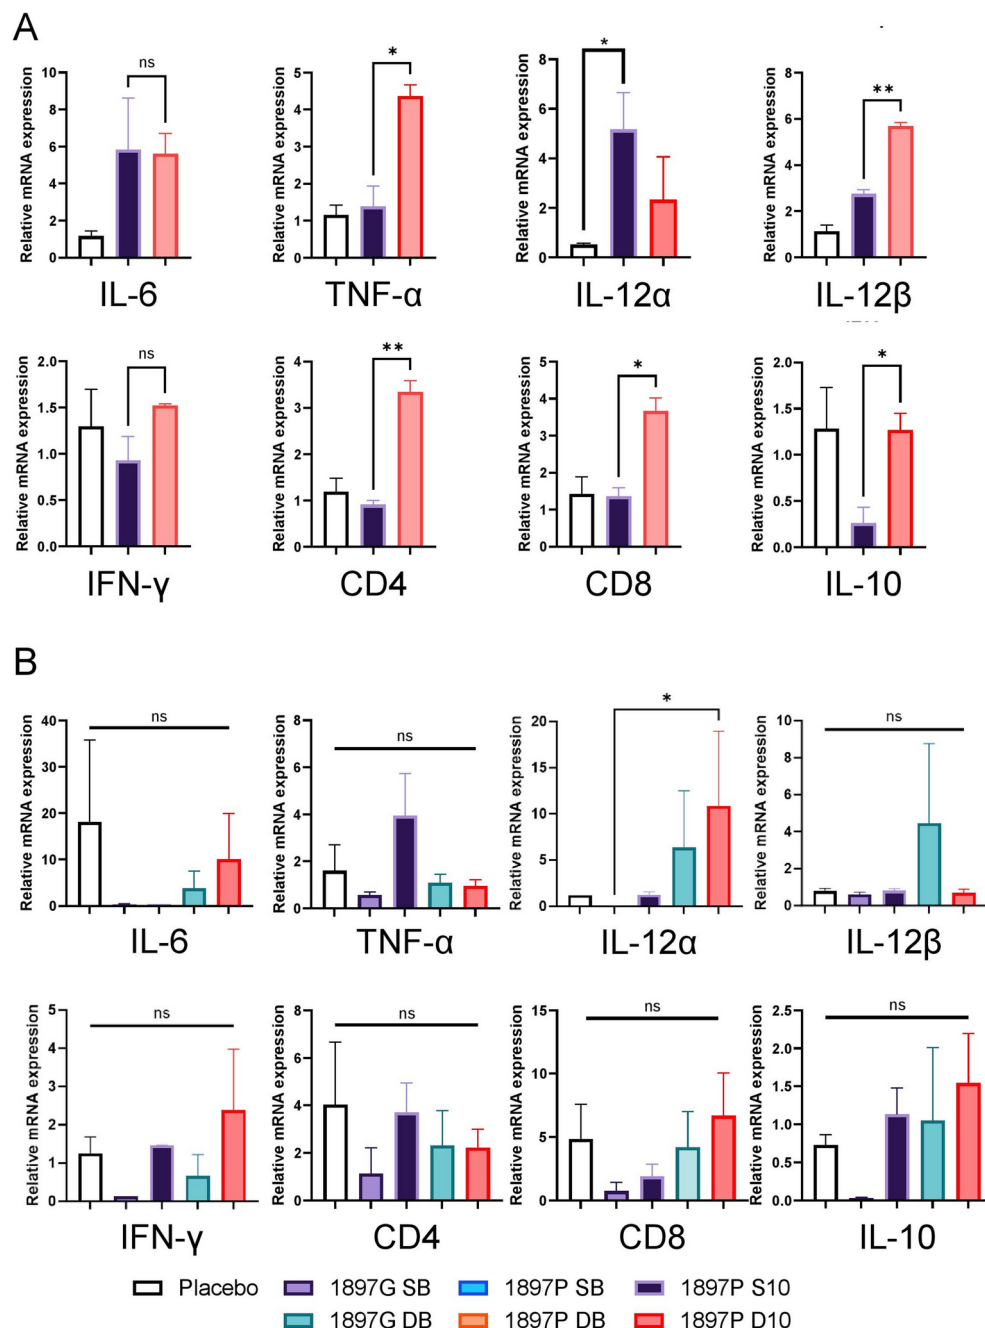 A
Relative mRNA expression
10
8
6
4
2
0
ns
IL-6
Relative mRNA expression
5
4
3
2
1
0
*
TNF-α
Relative mRNA expression
8
6
4
2
0
*
IL-12α
Relative mRNA expression
8
6
4
2
0
**
IL-12β
Relative mRNA expression
2.0
1.5
1.0
0.5
0.0
ns
IFN-γ
Relative mRNA expression
4
3
2
1
0
**
CD4
Relative mRNA expression
5
4
3
2
1
0
*
CD8
Relative mRNA expression
1.5
1.0
0.5
0.0
*
IL-10
B
Relative mRNA expression
40
30
20
10
0
ns
IL-6
Relative mRNA expression
8
6
4
2
0
ns
TNF-α
Relative mRNA expression
20
15
10
5
0
*
IL-12α
Relative mRNA expression
10
8
6
4
2
0
ns
IL-12β
Relative mRNA expression
5
4
3
2
1
0
ns
IFN-γ
Relative mRNA expression
8
6
4
2
0
ns
CD4
Relative mRNA expression
15
10
5
0
ns
CD8
Relative mRNA expression
2.5
2.0
1.5
1.0
0.5
0.0
ns
IL-10
Placebo 1897G SB 1897P SB 1897P S10
1897G DB 1897P DB 1897P D10